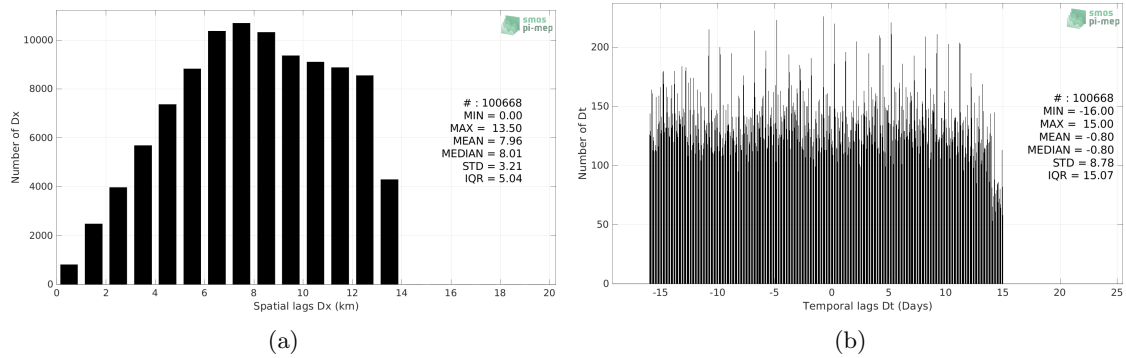 smos
pi-mep
10000
8000
6000
4000
2000
0
Number of Dx
# : 100668
MIN = 0.00
MAX = 13.50
MEAN = 7.96
MEDIAN = 8.01
STD = 3.21
IQR = 5.04
0 2 4 6 8 10 12 14 16 18 20
Spatial lags Dx (km)
(a)
smos
pi-mep
200
150
100
50
0
Number of Dt
# : 100668
MIN = -16.00
MAX = 15.00
MEAN = -0.80
MEDIAN = -0.80
STD = 8.78
IQR = 15.07
-15 -10 -5 0 5 10 15 20 25
Temporal lags Dt (Days)
(b)